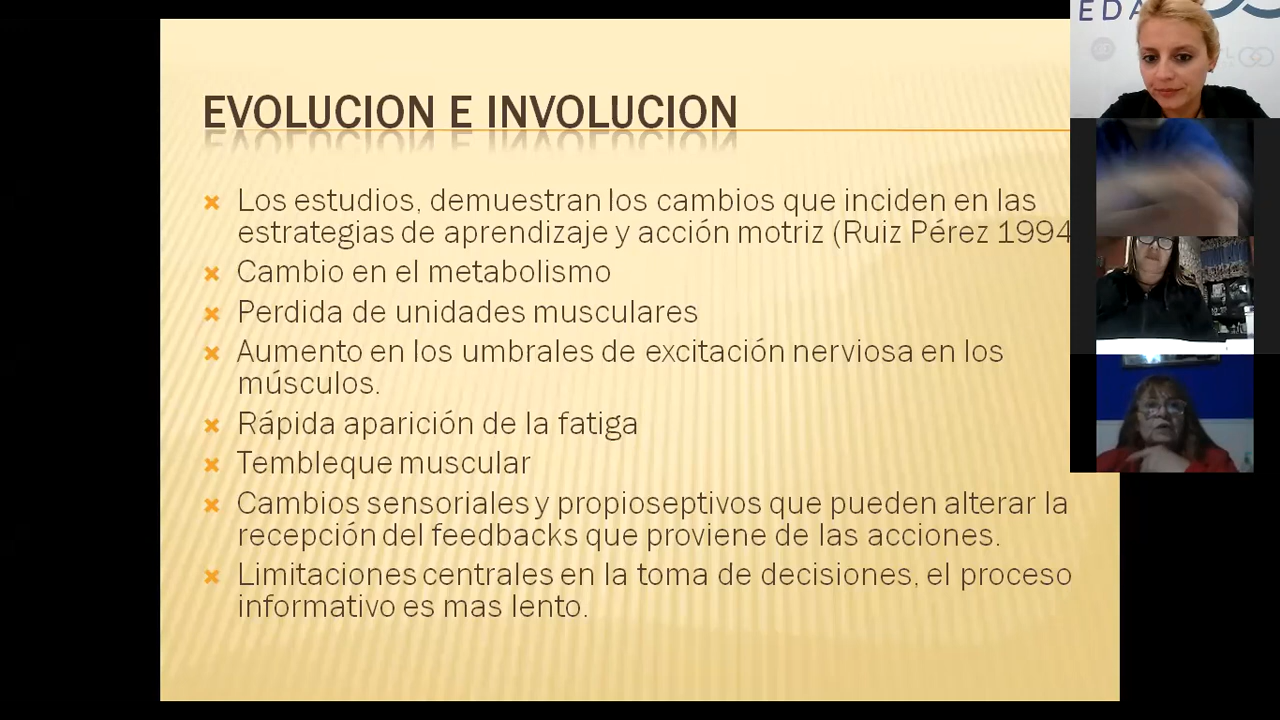 EVOLUCION E INVOLUCION
Los estudios, demuestran los cambios que inciden en las
estrategias de aprendizaje y acción motriz (Ruiz Pérez 1994
Cambio en el metabolismo
Perdida de unidades musculares
Aumento en los umbrales de excitación nerviosa en los
músculos.
Rápida aparición de la fatiga
Tembleque muscular
Cambios sensoriales y propioseptivos que pueden alterar la
recepción del feedbacks que proviene de las acciones.
Limitaciones centrales en la toma de decisiones, el proceso
informativo es mas lento.